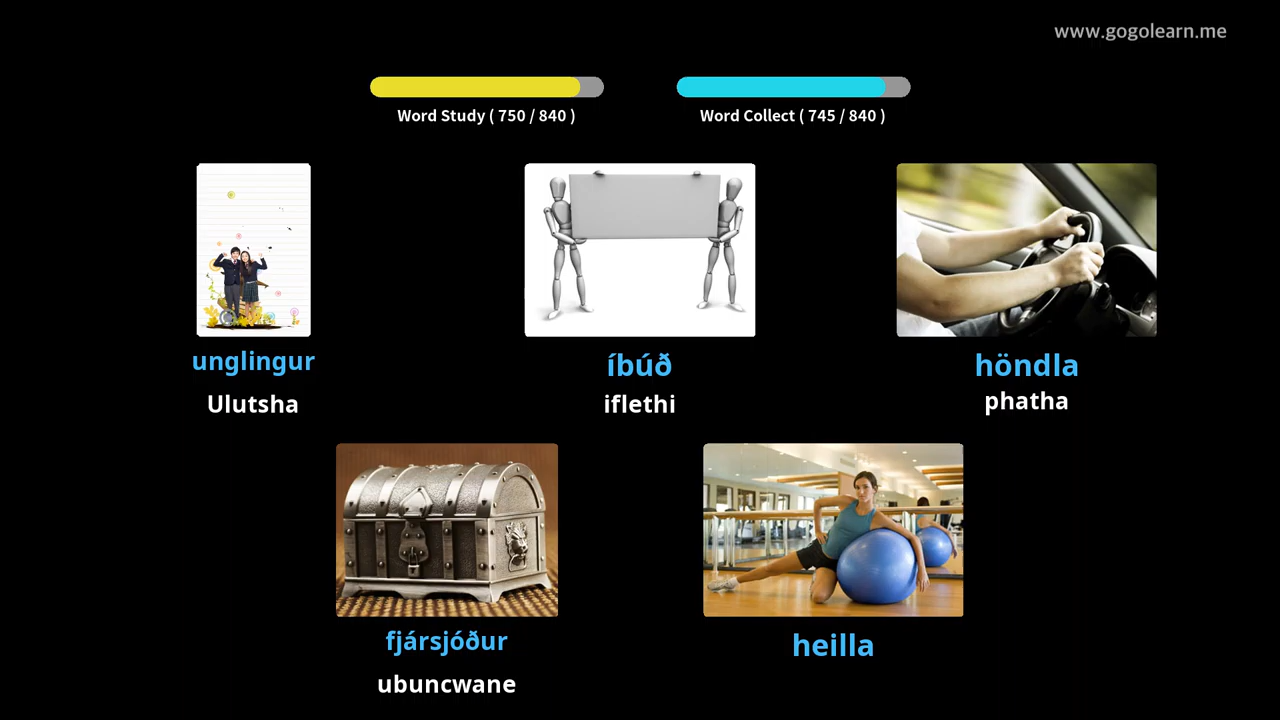 www.gogolearn.me
Word Study ( 750 / 840 )
Word Collect ( 745 / 840 )
unglingur
Ulutsha
íbúð
iflethi
höndla
phatha
fjársjóður
ubuncwane
heilla